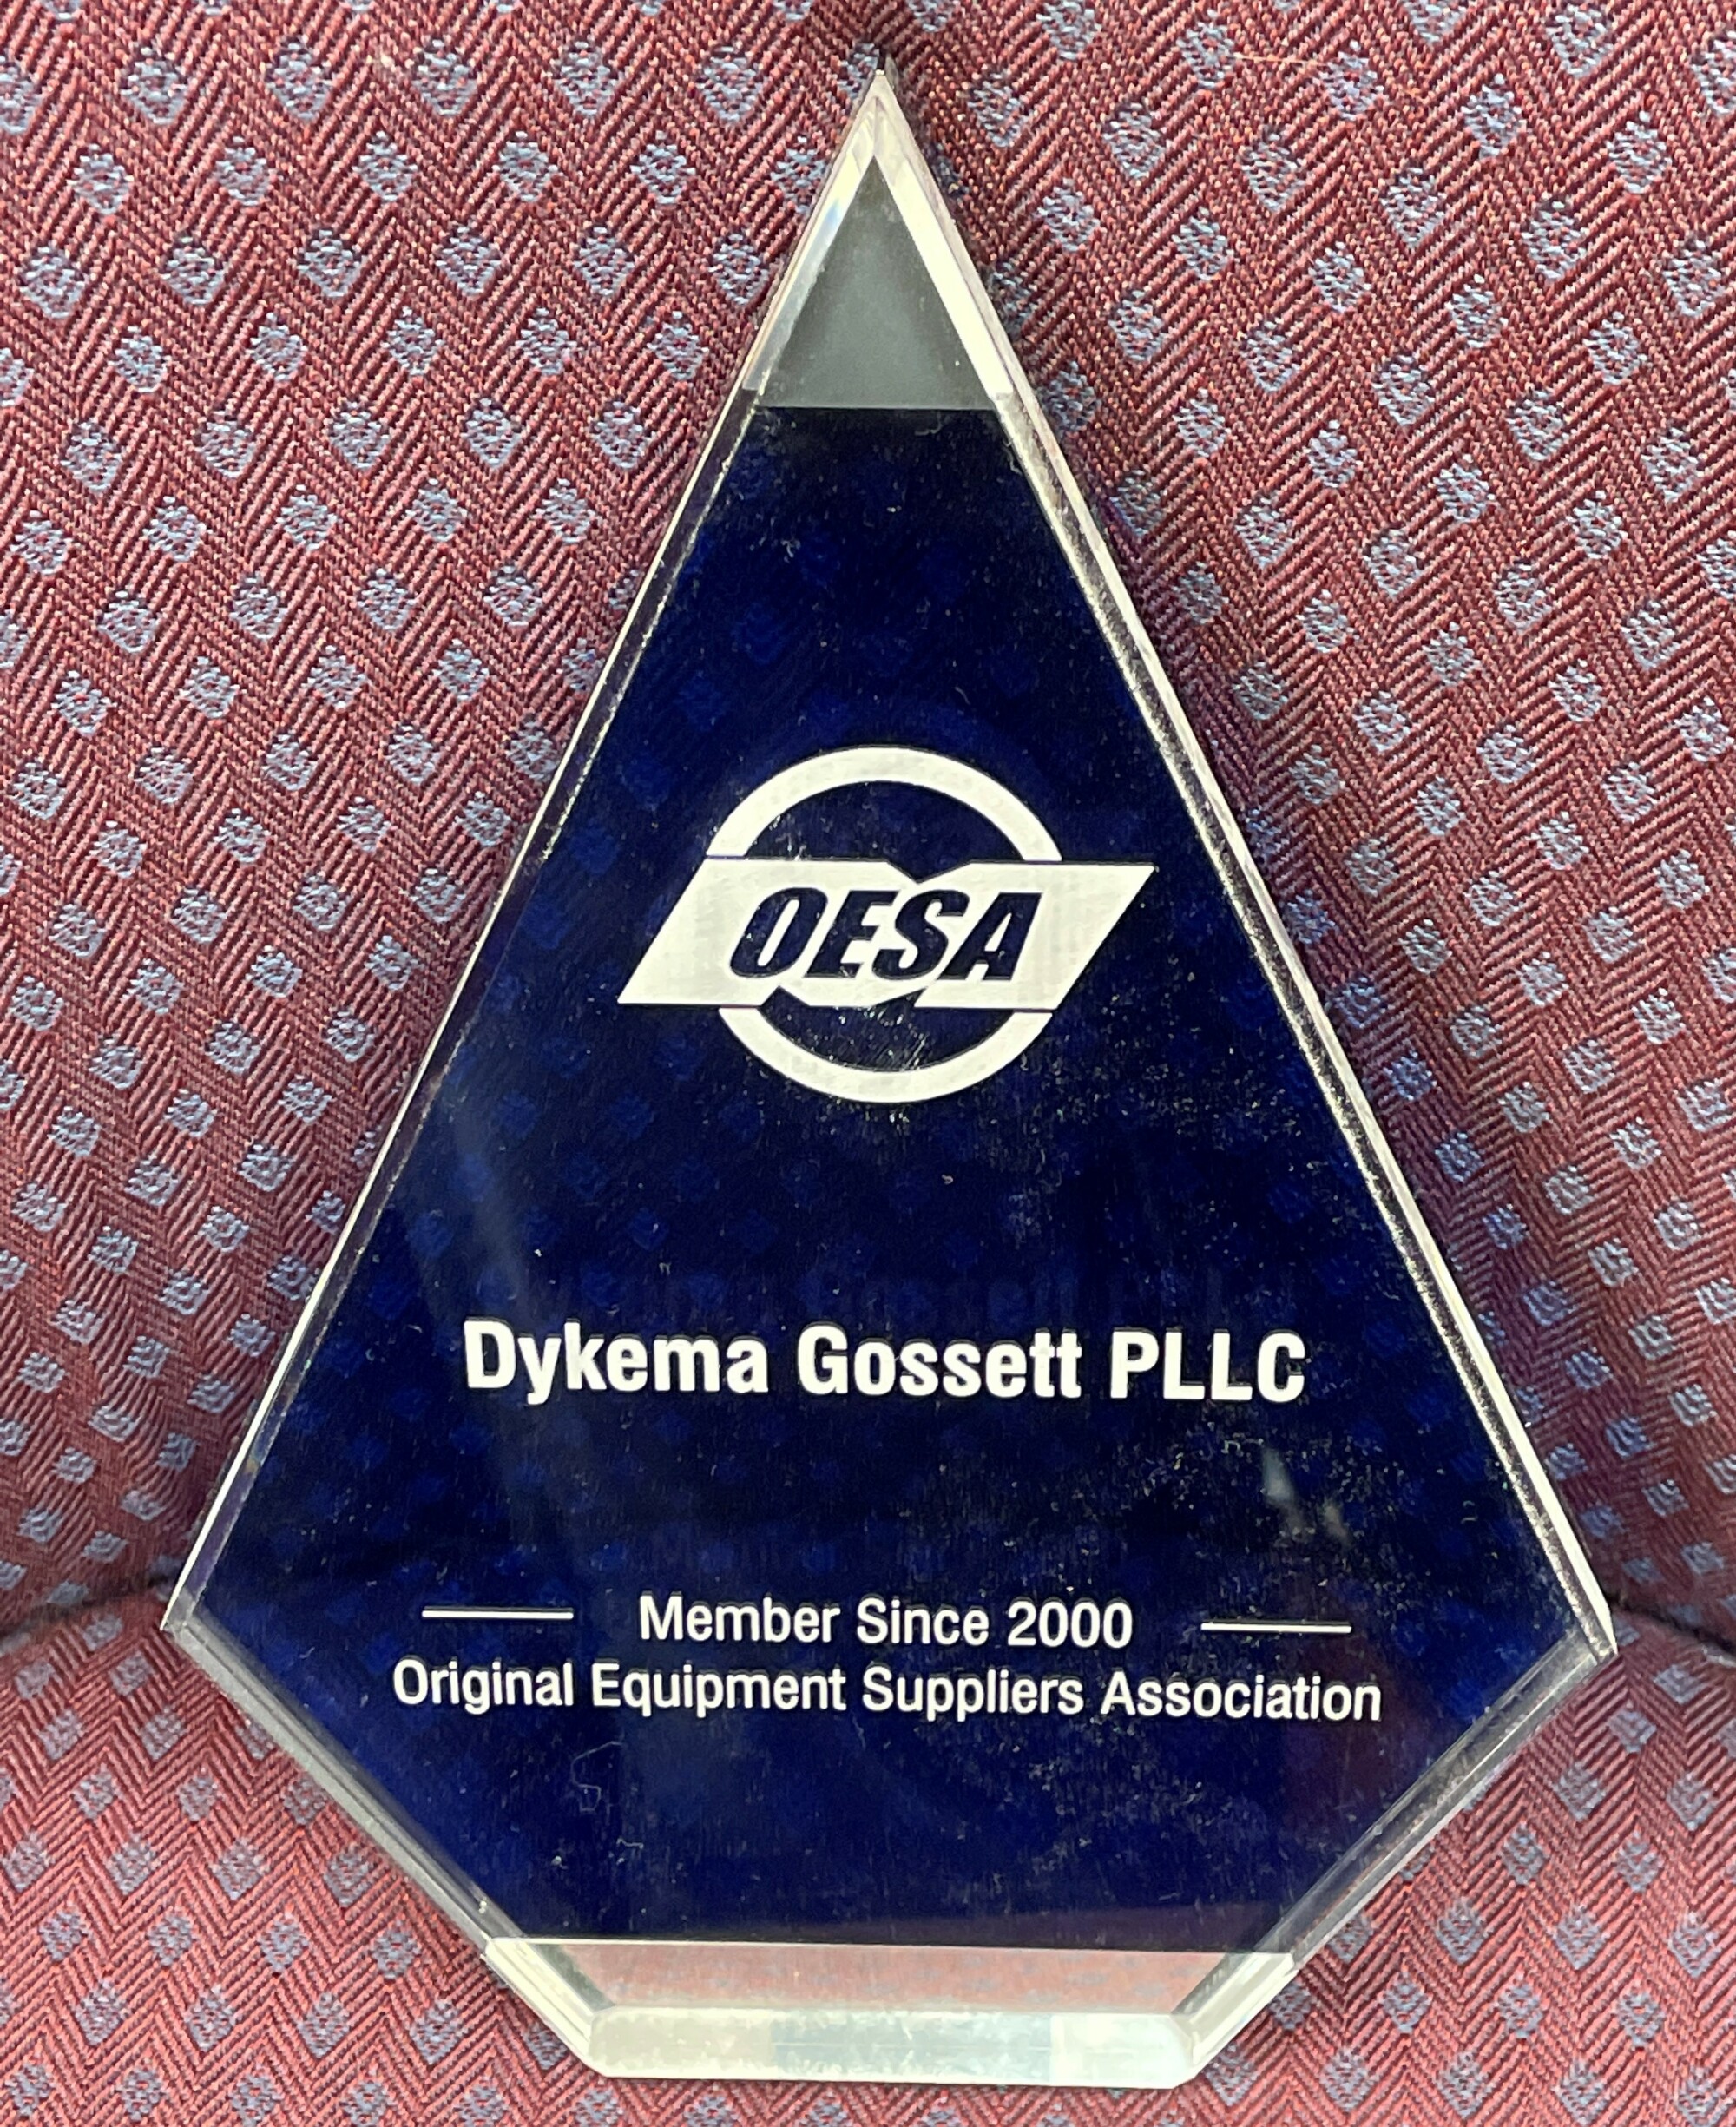 OESA
Dykema Gossett PLLC
Member Since 2000
Original Equipment Suppliers Association